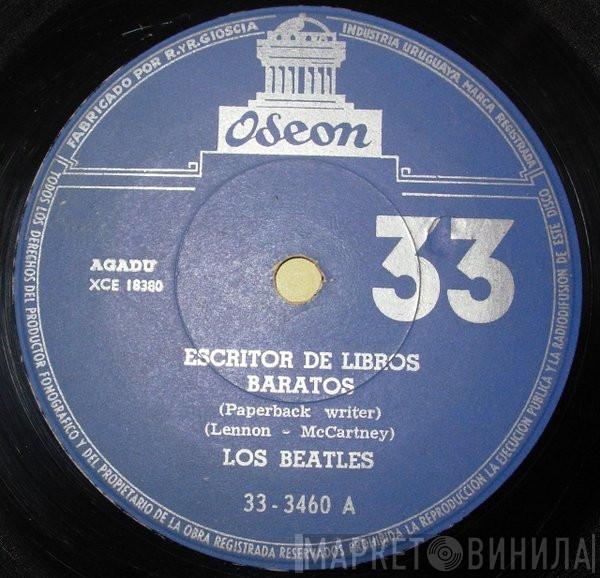 FABRICADO POR R.YR.GIOSCIA
INDUSTRIA URUGUAYA MARCA REGISTRADA
Odeon
33
AGADU
XCE 18380
ESCRITOR DE LIBROS
BARATOS
(Paperback writer)
(Lennon - McCartney)
LOS BEATLES
33-3460 A
TODOS LOS DERECHOS DEL PRODUCTOR FONOGRAFICO Y DEL PROPIETARIO DE LA OBRA REGISTRADA RESERVADOS PROHIBIDA LA REPRODUCCION LA EJECUCION PUBLICA Y LA RADIODIFUSION DE ESTE DISCO
МАРКЕТ ВИНИЛА